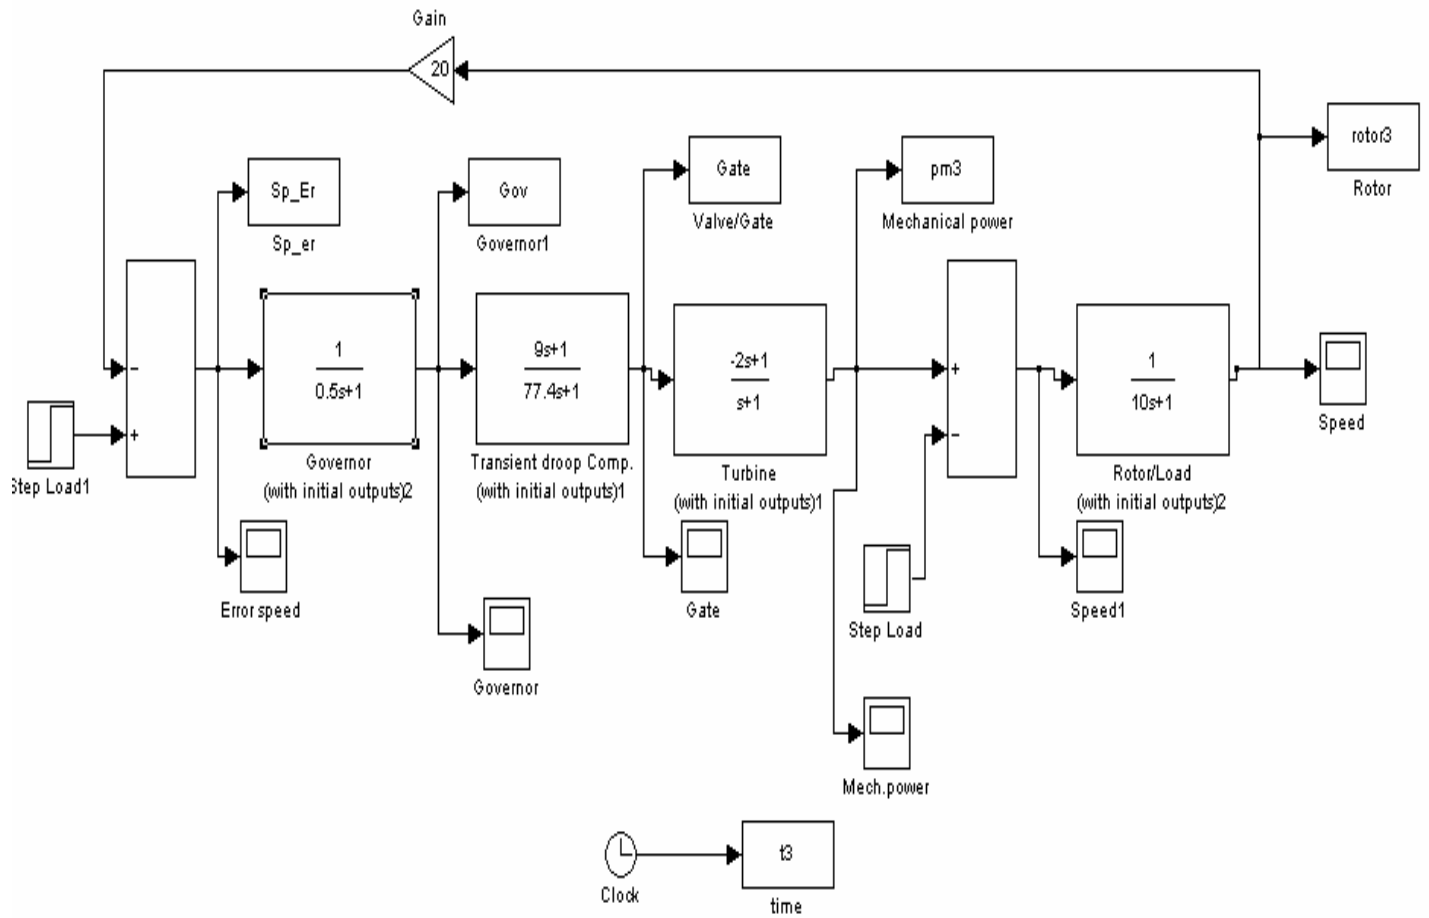 Gain
20
rotor3
Rotor
Sp_Er
Sp_er
Gov
Governor1
Gate
Valve/Gate
pm3
Mechanical power
−
+
Step Load1
1
0.5s+1
Governor
(with initial outputs)2
9s+1
77.4s+1
Transient droop Comp.
(with initial outputs)1
-2s+1
s+1
Turbine
(with initial outputs)1
+
−
1
10s+1
Rotor/Load
(with initial outputs)2
Speed
Error speed
Governor
Gate
Step Load
Speed1
Mech.power
Clock
t3
time